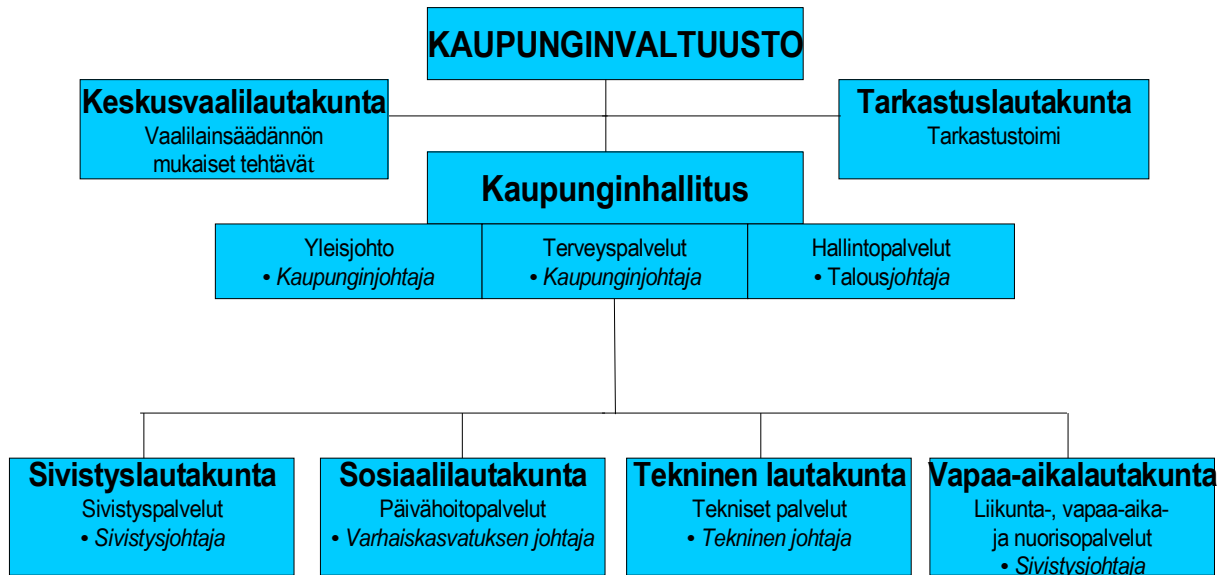 KAUPUNGINVALTUUSTO
Keskusvaalilautakunta
Vaalilainsäädännön
mukaiset tehtävät
Tarkastuslautakunta
Tarkastustoimi
Kaupunginhallitus
Yleisjohto
• Kaupunginjohtaja
Terveyspalvelut
• Kaupunginjohtaja
Hallintopalvelut
• Talousjohtaja
Sivistyslautakunta
Sivistyspalvelut
• Sivistysjohtaja
Sosiaalilautakunta
Päivähoitopalvelut
• Varhaiskasvatuksen johtaja
Tekninen lautakunta
Tekniset palvelut
• Tekninen johtaja
Vapaa-aikalautakunta
Liikunta-, vapaa-aika-
ja nuorisopalvelut
• Sivistysjohtaja